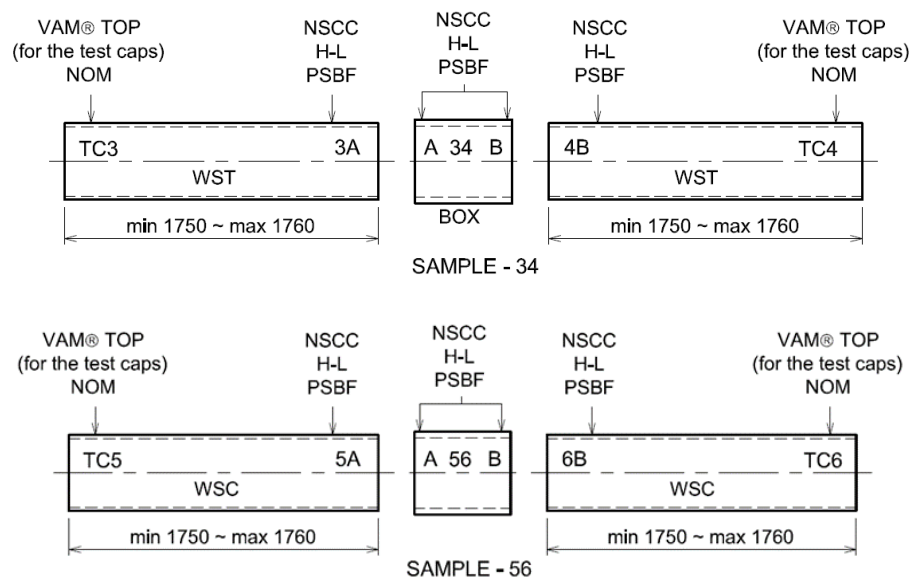 VAM® TOP
(for the test caps)
NOM
NSCC
H-L
PSBF
NSCC
H-L
PSBF
NSCC
H-L
PSBF
VAM® TOP
(for the test caps)
NOM
TC3 3A
WST
A 34 B
BOX
4B TC4
WST
min 1750 ~ max 1760
min 1750 ~ max 1760
SAMPLE - 34
VAM® TOP
(for the test caps)
NOM
NSCC
H-L
PSBF
NSCC
H-L
PSBF
NSCC
H-L
PSBF
VAM® TOP
(for the test caps)
NOM
TC5 5A
WSC
A 56 B
6B TC6
WSC
min 1750 ~ max 1760
min 1750 ~ max 1760
SAMPLE - 56